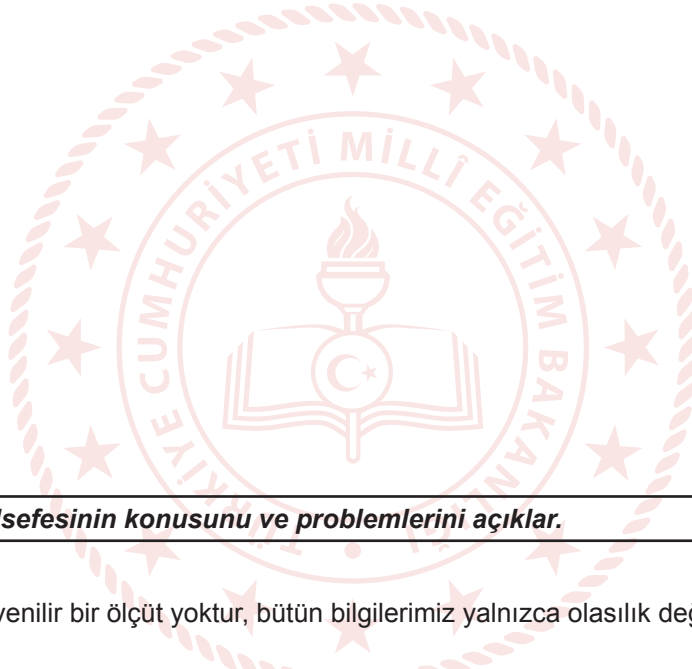 TÜRKİYE CUMHURİYETİ MİLLÎ EĞİTİM BAKANLIĞI
lsefesinin konusunu ve problemlerini açıklar.
venilir bir ölçüt yoktur, bütün bilgilerimiz yalnızca olasılık değ